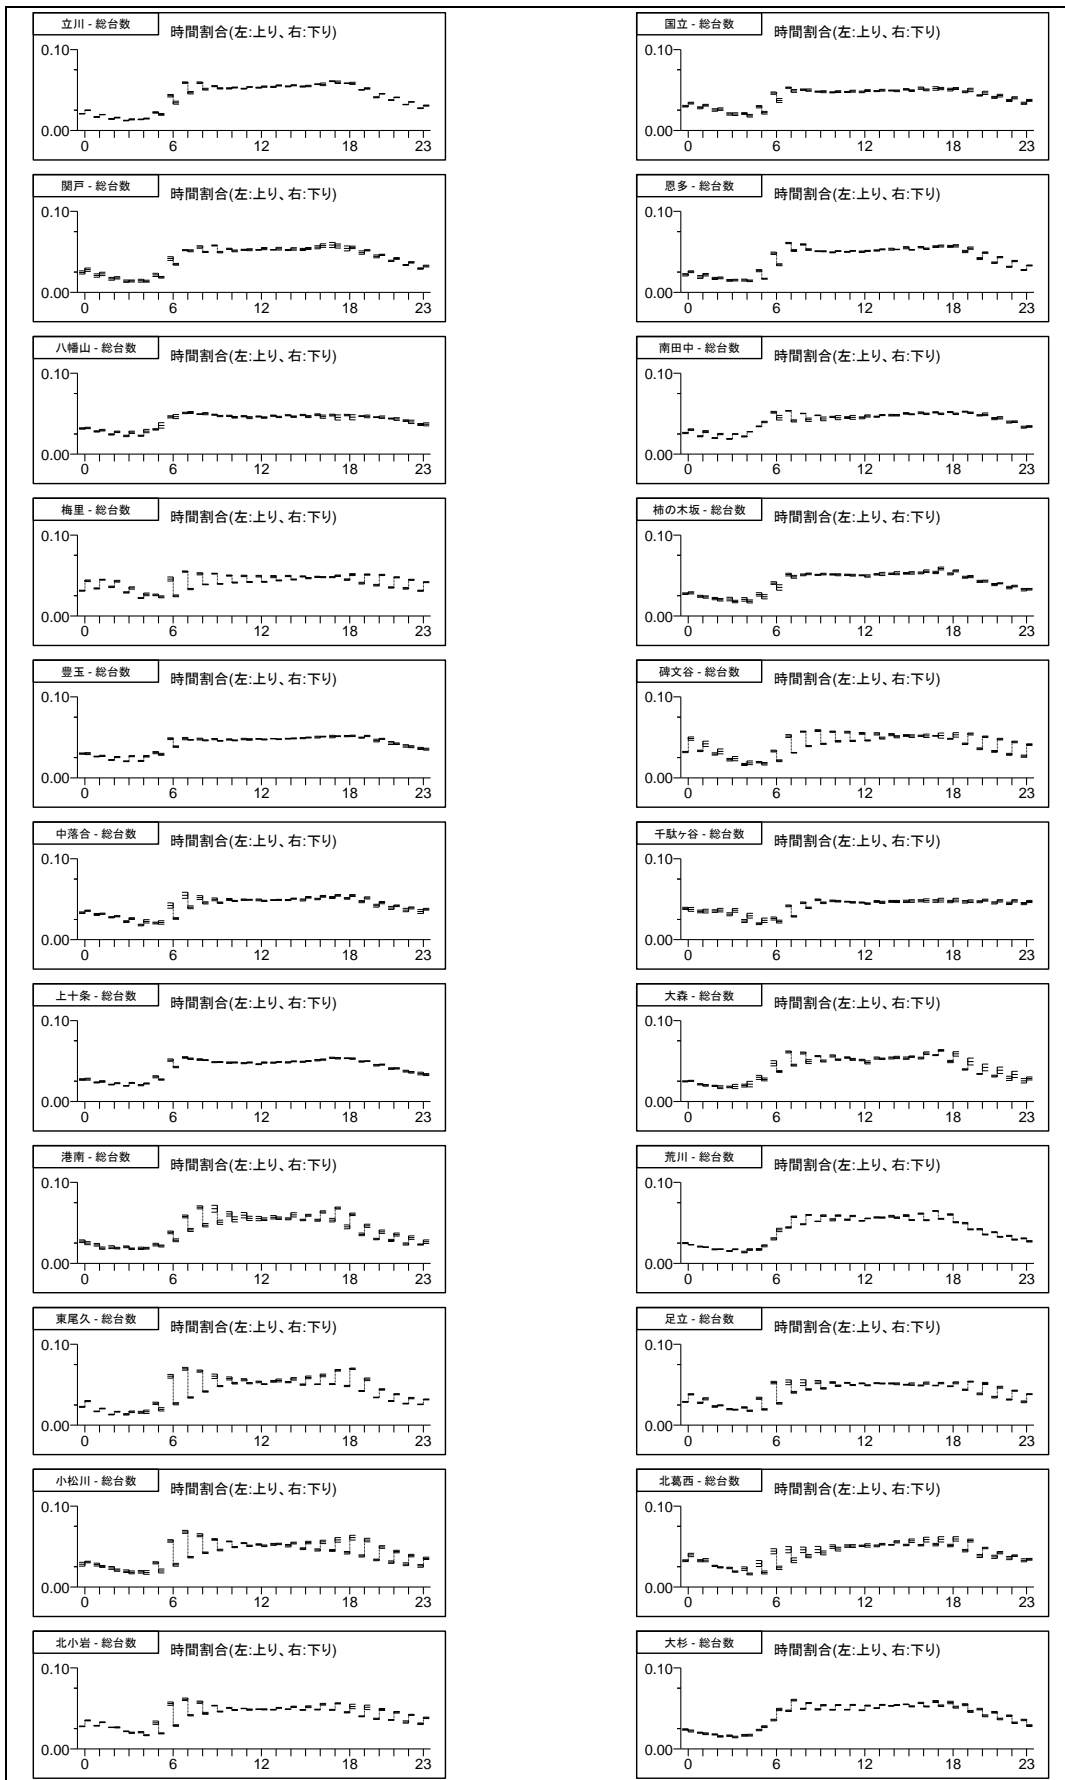 立川 - 総台数
時間割合(左:上り、右:下り)
0.10
0.00
0 6 12 18 23
国立 - 総台数
時間割合(左:上り、右:下り)
0.10
0.00
0 6 12 18 23
関戸 - 総台数
時間割合(左:上り、右:下り)
0.10
0.00
0 6 12 18 23
恩多 - 総台数
時間割合(左:上り、右:下り)
0.10
0.00
0 6 12 18 23
八幡山 - 総台数
時間割合(左:上り、右:下り)
0.10
0.00
0 6 12 18 23
南田中 - 総台数
時間割合(左:上り、右:下り)
0.10
0.00
0 6 12 18 23
梅里 - 総台数
時間割合(左:上り、右:下り)
0.10
0.00
0 6 12 18 23
柿の木坂 - 総台数
時間割合(左:上り、右:下り)
0.10
0.00
0 6 12 18 23
豊玉 - 総台数
時間割合(左:上り、右:下り)
0.10
0.00
0 6 12 18 23
碑文谷 - 総台数
時間割合(左:上り、右:下り)
0.10
0.00
0 6 12 18 23
中落合 - 総台数
時間割合(左:上り、右:下り)
0.10
0.00
0 6 12 18 23
千駄ヶ谷 - 総台数
時間割合(左:上り、右:下り)
0.10
0.00
0 6 12 18 23
上十条 - 総台数
時間割合(左:上り、右:下り)
0.10
0.00
0 6 12 18 23
大森 - 総台数
時間割合(左:上り、右:下り)
0.10
0.00
0 6 12 18 23
港南 - 総台数
時間割合(左:上り、右:下り)
0.10
0.00
0 6 12 18 23
荒川 - 総台数
時間割合(左:上り、右:下り)
0.10
0.00
0 6 12 18 23
東尾久 - 総台数
時間割合(左:上り、右:下り)
0.10
0.00
0 6 12 18 23
足立 - 総台数
時間割合(左:上り、右:下り)
0.10
0.00
0 6 12 18 23
小松川 - 総台数
時間割合(左:上り、右:下り)
0.10
0.00
0 6 12 18 23
北葛西 - 総台数
時間割合(左:上り、右:下り)
0.10
0.00
0 6 12 18 23
北小岩 - 総台数
時間割合(左:上り、右:下り)
0.10
0.00
0 6 12 18 23
大杉 - 総台数
時間割合(左:上り、右:下り)
0.10
0.00
0 6 12 18 23